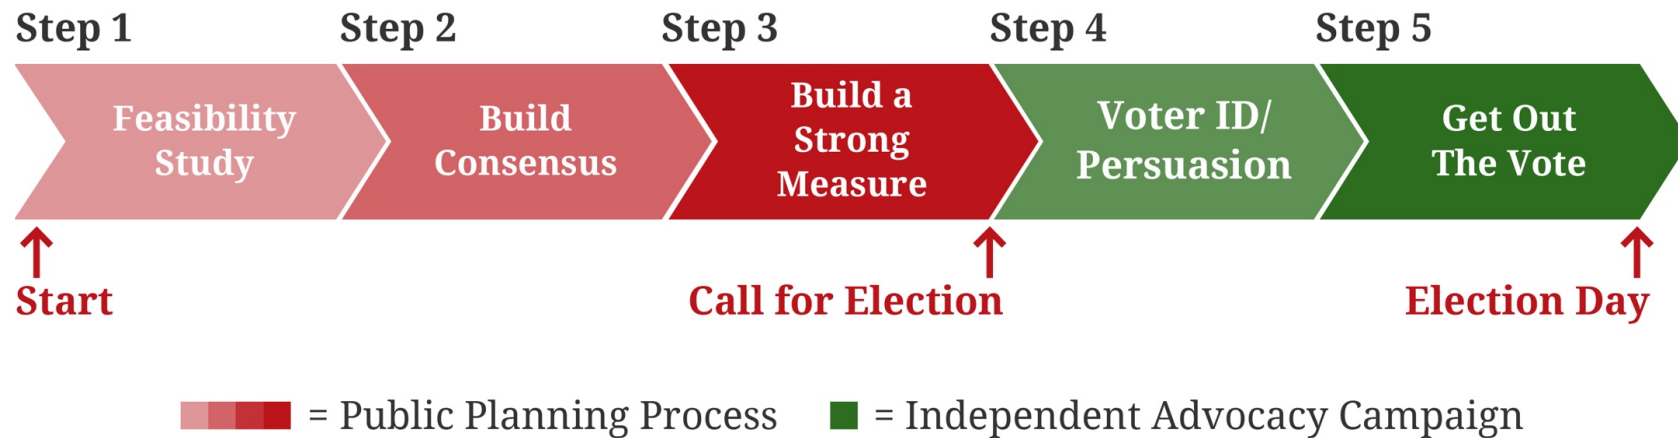 Step 1
Step 2
Step 3
Step 4
Step 5
Feasibility
Study
Build
Consensus
Build a
Strong
Measure
Voter ID/
Persuasion
Get Out
The Vote
Start
Call for Election
Election Day
= Public Planning Process
= Independent Advocacy Campaign